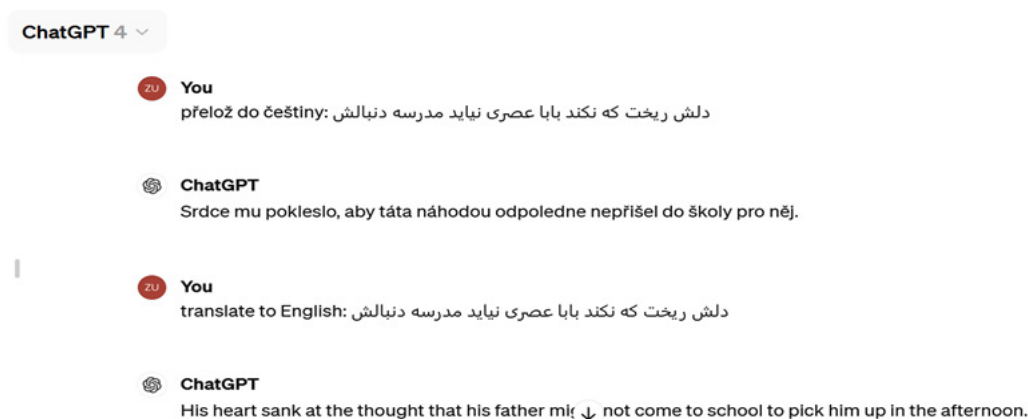 ChatGPT 4
ZU You
přelož do češtiny: دلش ریخت که نکند بابا عصری نیاید مدرسه دنبالش
ChatGPT
Srdce mu pokleslo, aby táta náhodou odpoledne nepřišel do školy pro něj.
ZU You
translate to English: دلش ریخت که نکند بابا عصری نیاید مدرسه دنبالش
ChatGPT
His heart sank at the thought that his father mig not come to school to pick him up in the afternoon.